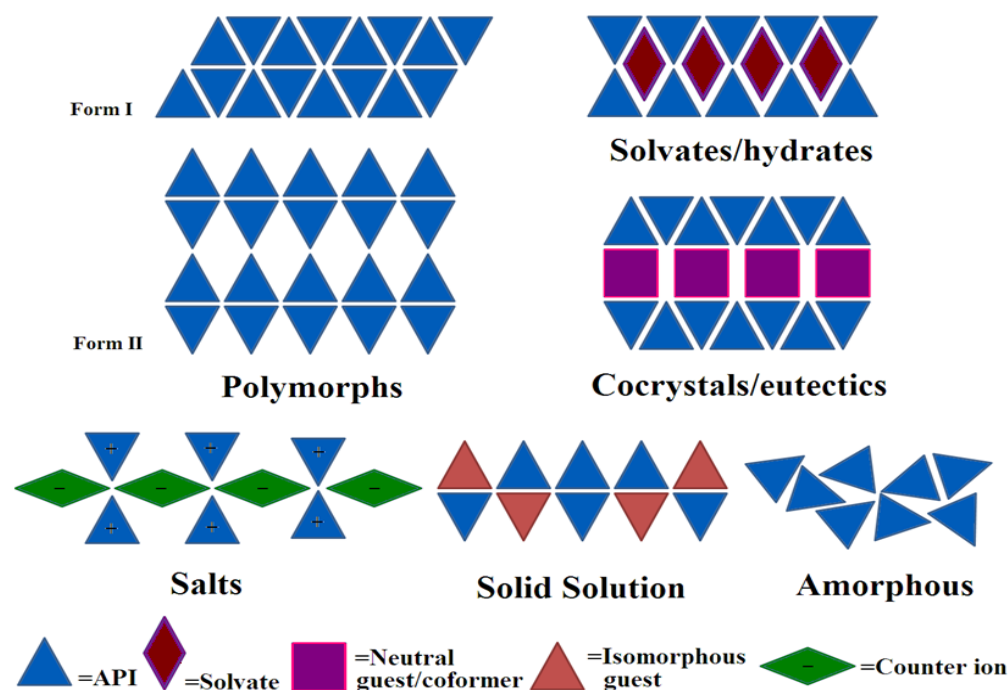 Form I
Solvates/hydrates
Form II
Polymorphs
Cocrystals/eutectics
+ + +
− − − −
+ + +
Salts
Solid Solution
Amorphous
=API
=Solvate
=Neutral
guest/coformer
=Isomorphous
guest
−
=Counter ion